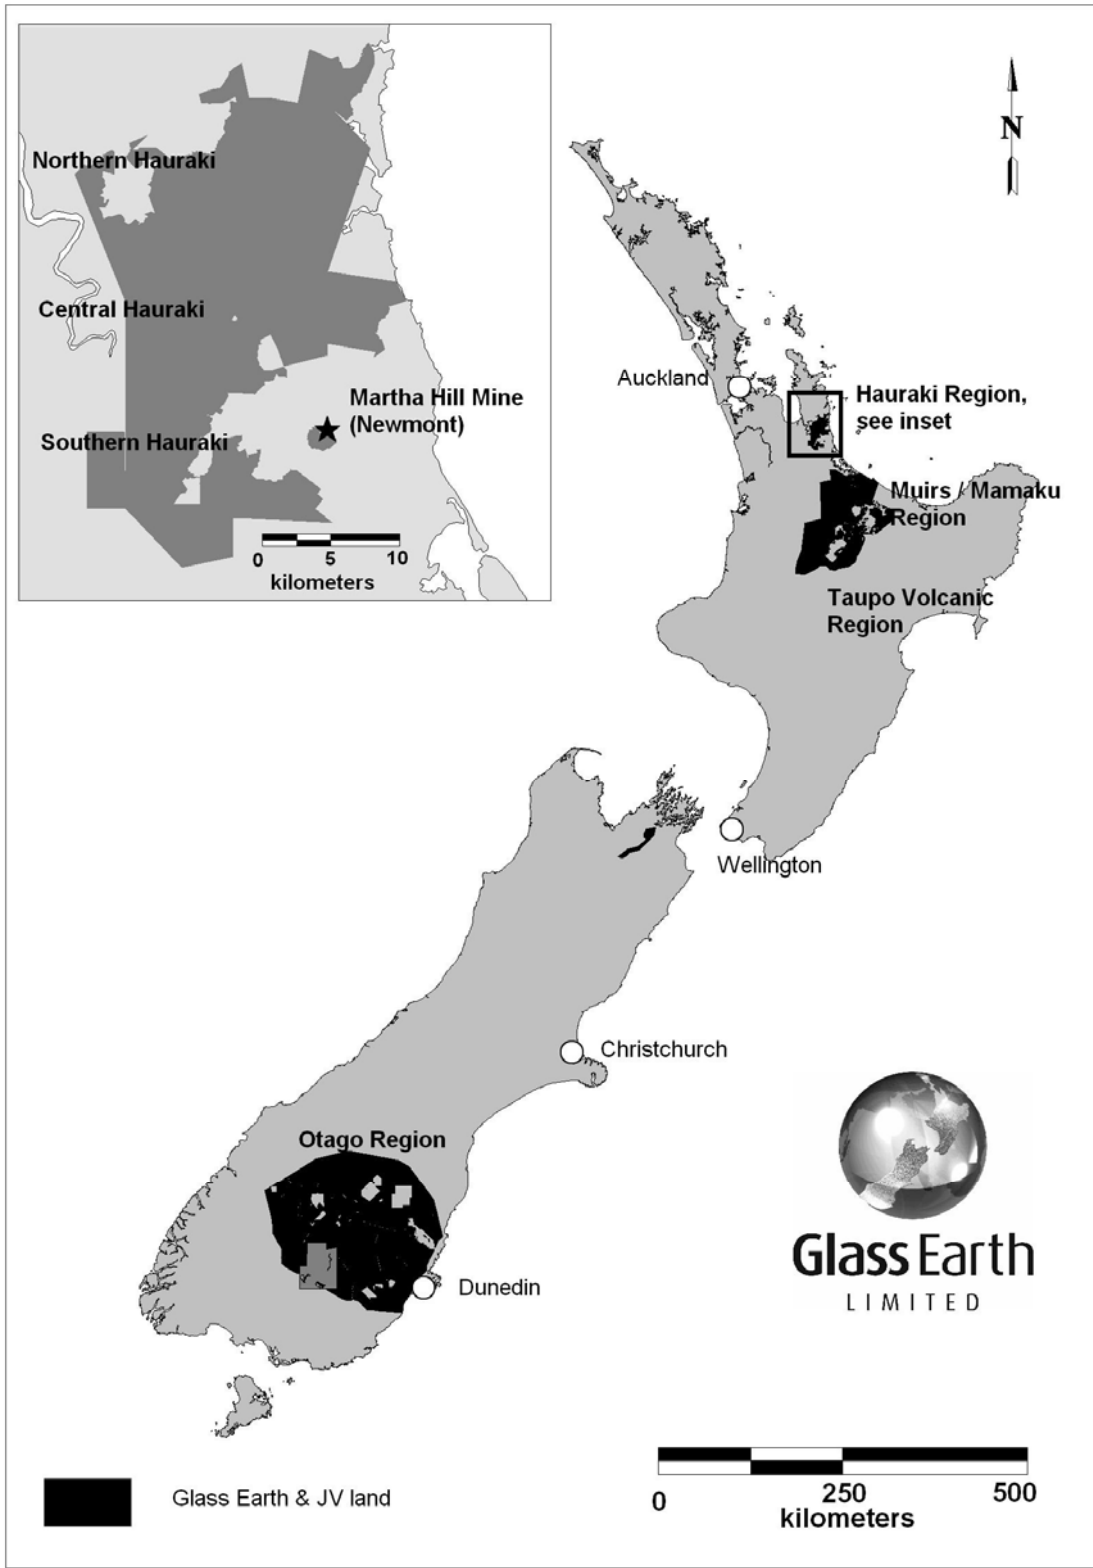 Northern Hauraki
Central Hauraki
Martha Hill Mine
(Newmont)
Southern Hauraki
0 5 10
kilometers
N
Auckland
Hauraki Region,
see inset
Muirs / Mamaku
Region
Taupo Volcanic
Region
Wellington
Christchurch
Otago Region
Dunedin
Glass Earth
LIMITED
Glass Earth & JV land
0 250 500
kilometers